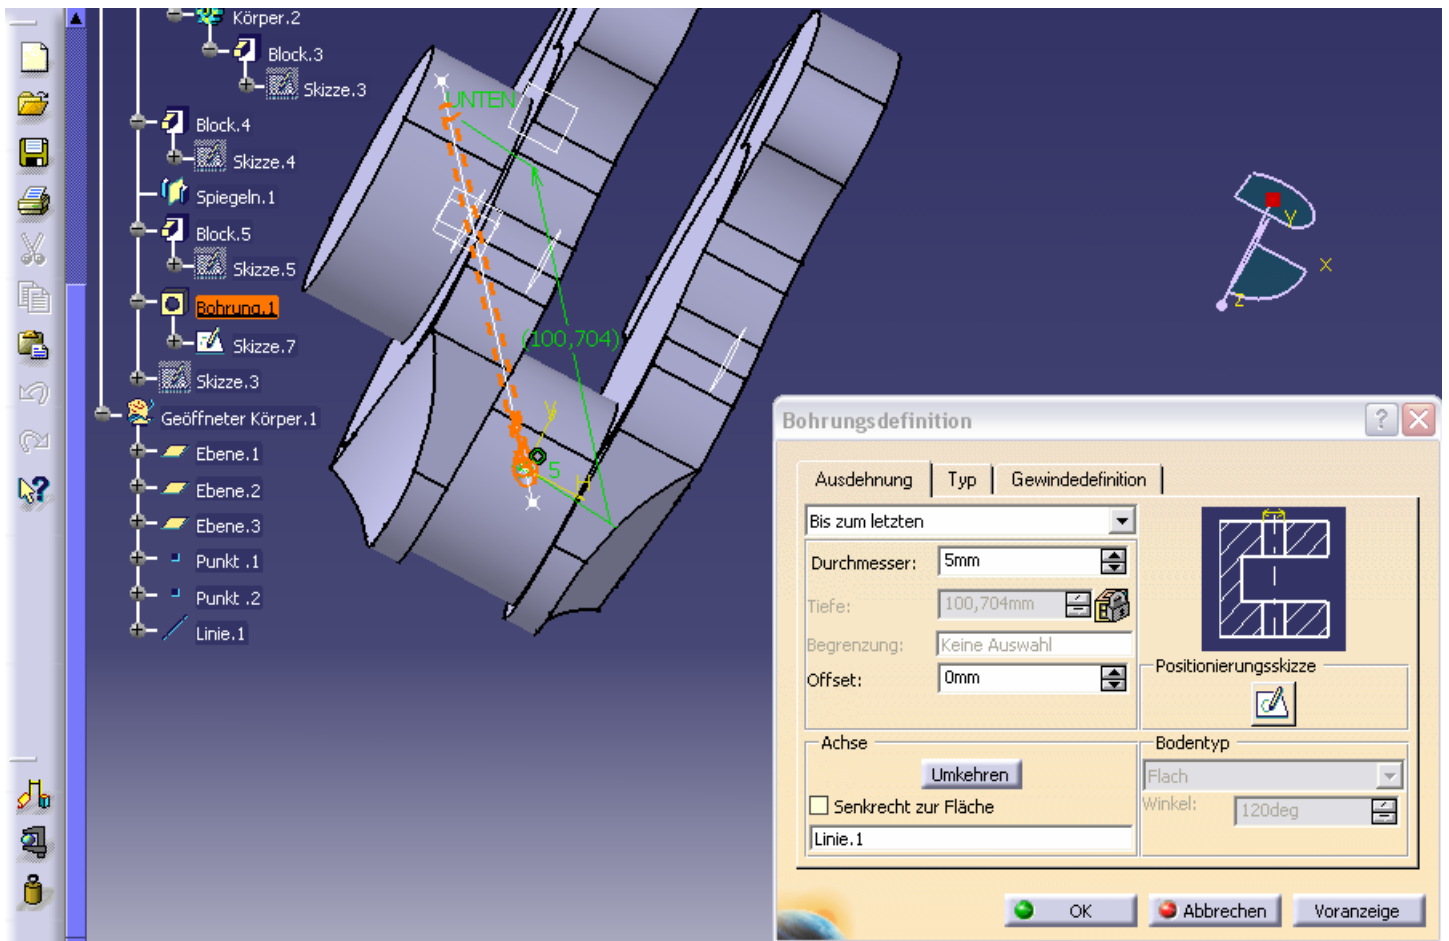 Körper.2
Block.3
Skizze.3
Block.4
Skizze.4
Spiegeln.1
Block.5
Skizze.5
Bohrung.1
Skizze.7
Skizze.3
Geöffneter Körper.1
Ebene.1
Ebene.2
Ebene.3
Punkt .1
Punkt .2
Linie.1
UNTEN
(100,704)
V
5
H
y
x
z
Bohrungsdefinition
Ausdehnung
Typ
Gewindedefinition
Bis zum letzten
Durchmesser:
5mm
Tiefe:
100,704mm
Begrenzung:
Keine Auswahl
Offset:
0mm
Positionierungsskizze
Achse
Umkehren
Senkrecht zur Fläche
Linie.1
Bodentyp
Flach
Winkel:
120deg
OK
Abbrechen
Voranzeige